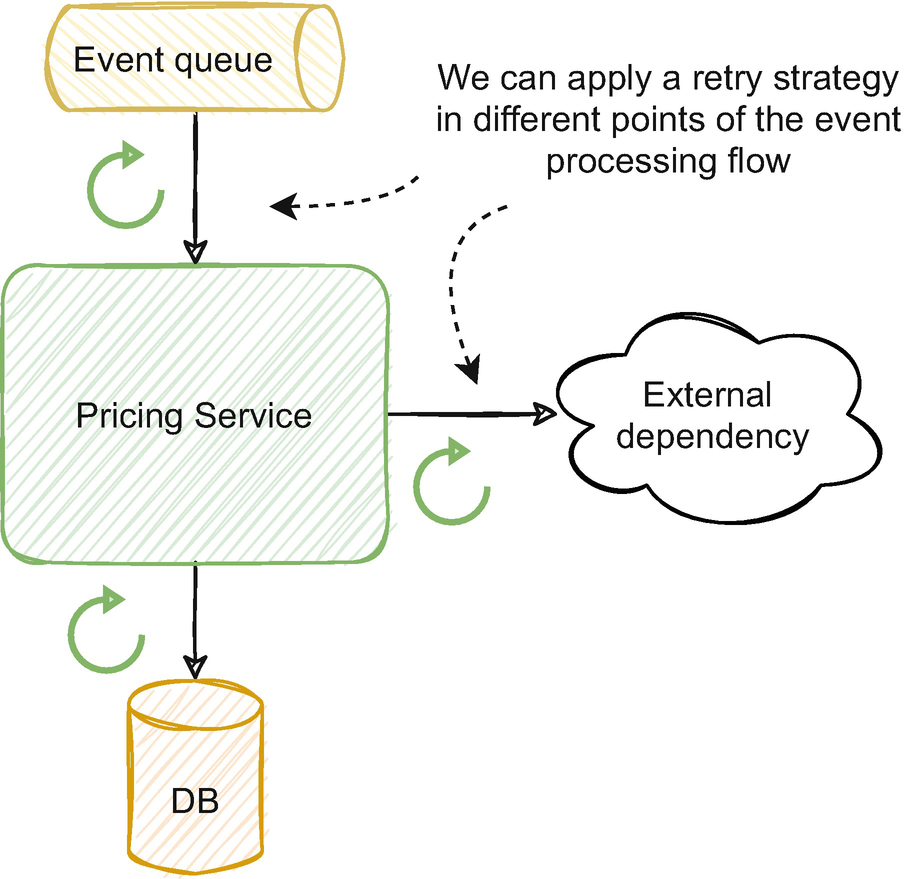 Event queue
We can apply a retry strategy
in different points of the event
processing flow
Pricing Service
External
dependency
DB